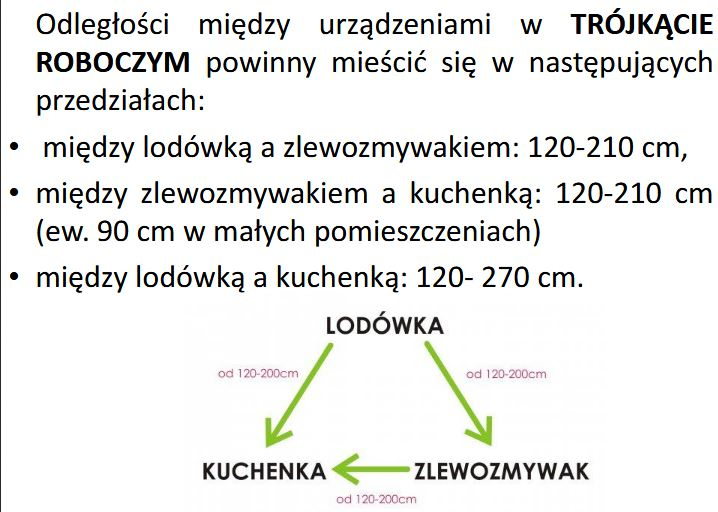 Odległości między urządzeniami w TRÓJKĄCIE
ROBOCZYM powinny mieścić się w następujących
przedziałach:
• między lodówką a zlewozmywakiem: 120-210 cm,
• między zlewozmywakiem a kuchenką: 120-210 cm
(ew. 90 cm w małych pomieszczeniach)
• między lodówką a kuchenką: 120- 270 cm.
LODÓWKA
od 120-200cm
od 120-200cm
KUCHENKA
ZLEWOZMYWAK
od 120-200cm